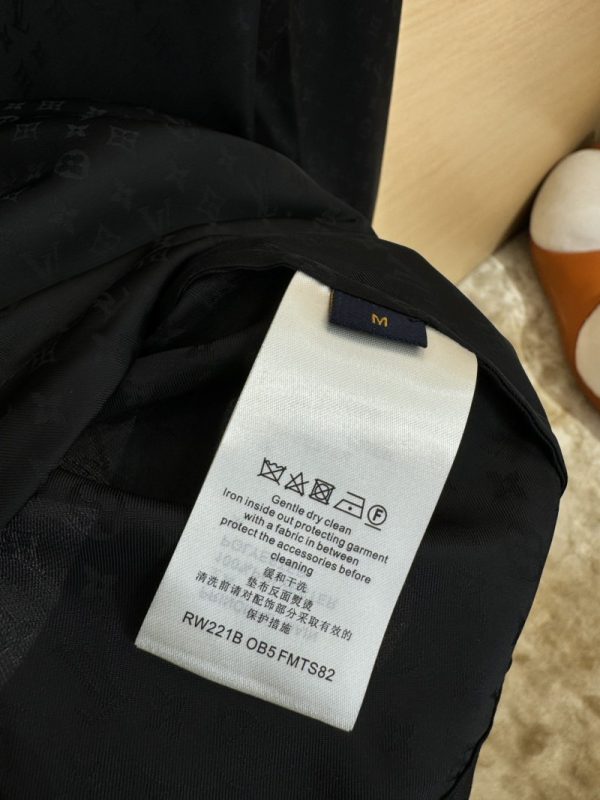 M
Gentle dry clean
Iron inside out protecting garment
with a fabric in between
protect the accessories before
cleaning
缓和干洗
垫布反面熨烫
清洗前请对配饰部分采取有效的
保护措施
RW221B OB5 FMTS82